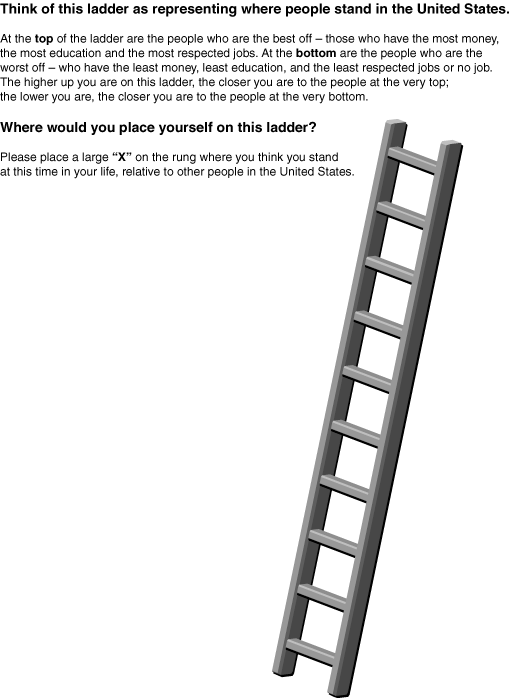 Think of this ladder as representing where people stand in the United States.
At the top of the ladder are the people who are the best off – those who have the most money,
the most education and the most respected jobs. At the bottom are the people who are the
worst off – who have the least money, least education, and the least respected jobs or no job.
The higher up you are on this ladder, the closer you are to the people at the very top;
the lower you are, the closer you are to the people at the very bottom.
Where would you place yourself on this ladder?
Please place a large “X” on the rung where you think you stand
at this time in your life, relative to other people in the United States.